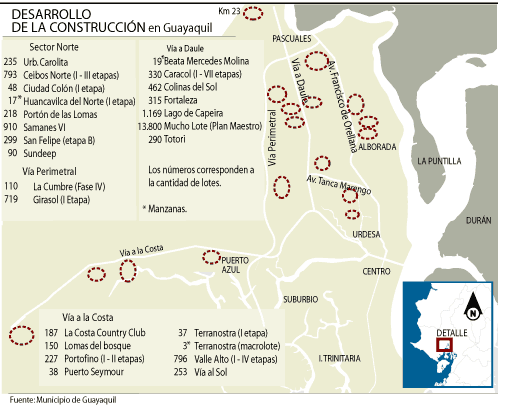 DESARROLLO
DE LA CONSTRUCCIÓN en Guayaquil
Sector Norte
235 Urb.Carolita
793 Ceibos Norte (I - III etapas)
48 Ciudad Colón (I etapa)
17* Huancavilca del Norte (I etapa)
218 Portón de las Lomas
910 Samanes VI
299 San Felipe (etapa B)
90 Sundeep
Vía Perimetral
110 La Cumbre (Fase IV)
719 Girasol (I Etapa)
Vía a Daule
19* Beata Mercedes Molina
330 Caracol (I - VII etapas)
462 Colinas del Sol
315 Fortaleza
1.169 Lago de Capeira
13.800 Mucho Lote (Plan Maestro)
290 Totori
Los números corresponden a
la cantidad de lotes.
* Manzanas.
Km 23
PASCUALES
Vía a Daule
Av. Francisco de Orellana
Vía Perimetral
ALBORADA
LA PUNTILLA
Av. Tanca Marengo
DURÁN
URDESA
Vía a la Costa
PUERTO
AZUL
CENTRO
SUBURBIO
I.TRINITARIA
N
DETALLE
Vía a la Costa
187 La Costa Country Club
150 Lomas del bosque
227 Portofino (I - II etapas)
38 Puerto Seymour
37 Terranostra (I etapa)
3* Terranostra (macrolote)
796 Valle Alto (I - IV etapas)
253 Vía al Sol
Fuente: Municipio de Guayaquil